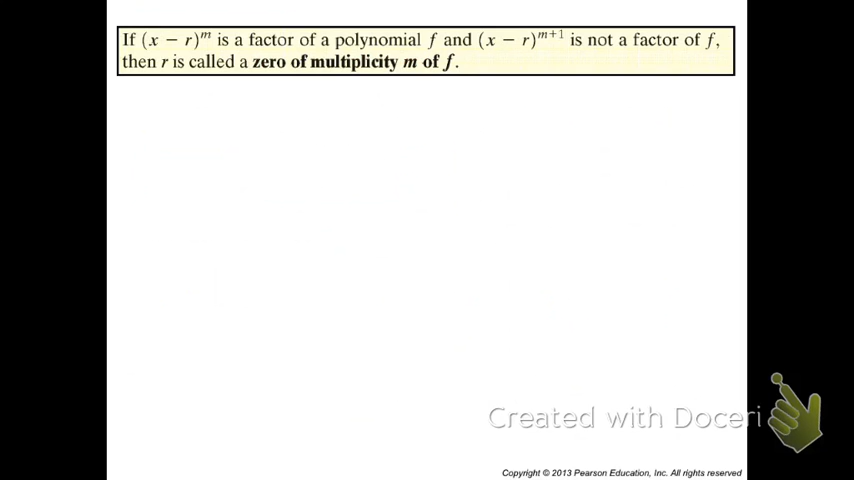 If (x − r)^m is a factor of a polynomial f and (x − r)^{m+1} is not a factor of f,
then r is called a zero of multiplicity m of f.
Created with Doceri
Copyright © 2013 Pearson Education, Inc. All rights reserved